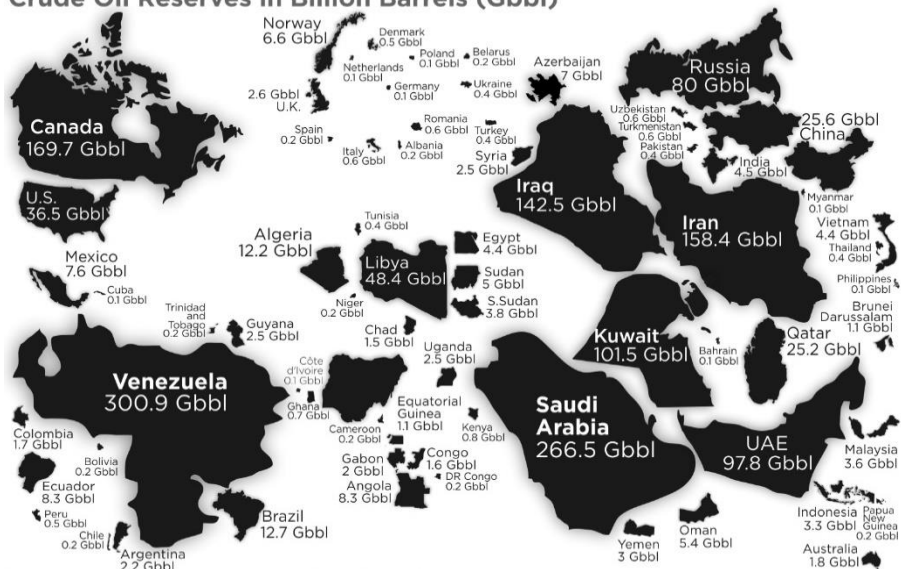 Crude Oil Reserves in Billion Barrels (Gbbl)
Norway
6.6 Gbbl
Denmark
0.5 Gbbl
Netherlands
0.1 Gbbl
Poland
0.1 Gbbl
Belarus
0.2 Gbbl
Germany
0.1 Gbbl
Ukraine
0.4 Gbbl
Azerbaijan
7 Gbbl
Russia
80 Gbbl
2.6 Gbbl
U.K.
Canada
169.7 Gbbl
Spain
0.2 Gbbl
Italy
0.6 Gbbl
Romania
0.6 Gbbl
Albania
0.2 Gbbl
Turkey
0.4 Gbbl
Syria
2.5 Gbbl
Uzbekistan
0.6 Gbbl
Turkmenistan
0.6 Gbbl
Pakistan
0.4 Gbbl
25.6 Gbbl
China
India
4.5 Gbbl
U.S.
36.5 Gbbl
Iraq
142.5 Gbbl
Iran
158.4 Gbbl
Myanmar
0.1 Gbbl
Vietnam
4.4 Gbbl
Thailand
0.4 Gbbl
Philippines
0.1 Gbbl
Brunei
Darussalam
1.1 Gbbl
Mexico
7.6 Gbbl
Cuba
0.1 Gbbl
Algeria
12.2 Gbbl
Tunisia
0.4 Gbbl
Libya
48.4 Gbbl
Egypt
4.4 Gbbl
Sudan
5 Gbbl
S.Sudan
3.8 Gbbl
Niger
0.2 Gbbl
Chad
1.5 Gbbl
Trinidad
and
Tobago
0.2 Gbbl
Guyana
2.5 Gbbl
Uganda
2.5 Gbbl
Kuwait
101.5 Gbbl
Bahrain
0.1 Gbbl
Qatar
25.2 Gbbl
Venezuela
300.9 Gbbl
Côte
d'Ivoire
0.1 Gbbl
Ghana
0.7 Gbbl
Cameroon
0.2 Gbbl
Equatorial
Guinea
1.1 Gbbl
Kenya
0.8 Gbbl
Saudi
Arabia
266.5 Gbbl
UAE
97.8 Gbbl
Malaysia
3.6 Gbbl
Colombia
1.7 Gbbl
Bolivia
0.2 Gbbl
Ecuador
8.3 Gbbl
Peru
0.5 Gbbl
Chile
0.2 Gbbl
Argentina
2.2 Gbbl
Brazil
12.7 Gbbl
Gabon
2 Gbbl
Congo
1.6 Gbbl
DR Congo
0.2 Gbbl
Angola
8.3 Gbbl
Yemen
3 Gbbl
Oman
5.4 Gbbl
Indonesia
3.3 Gbbl
Papua
New
Guinea
0.2 Gbbl
Australia
1.8 Gbbl